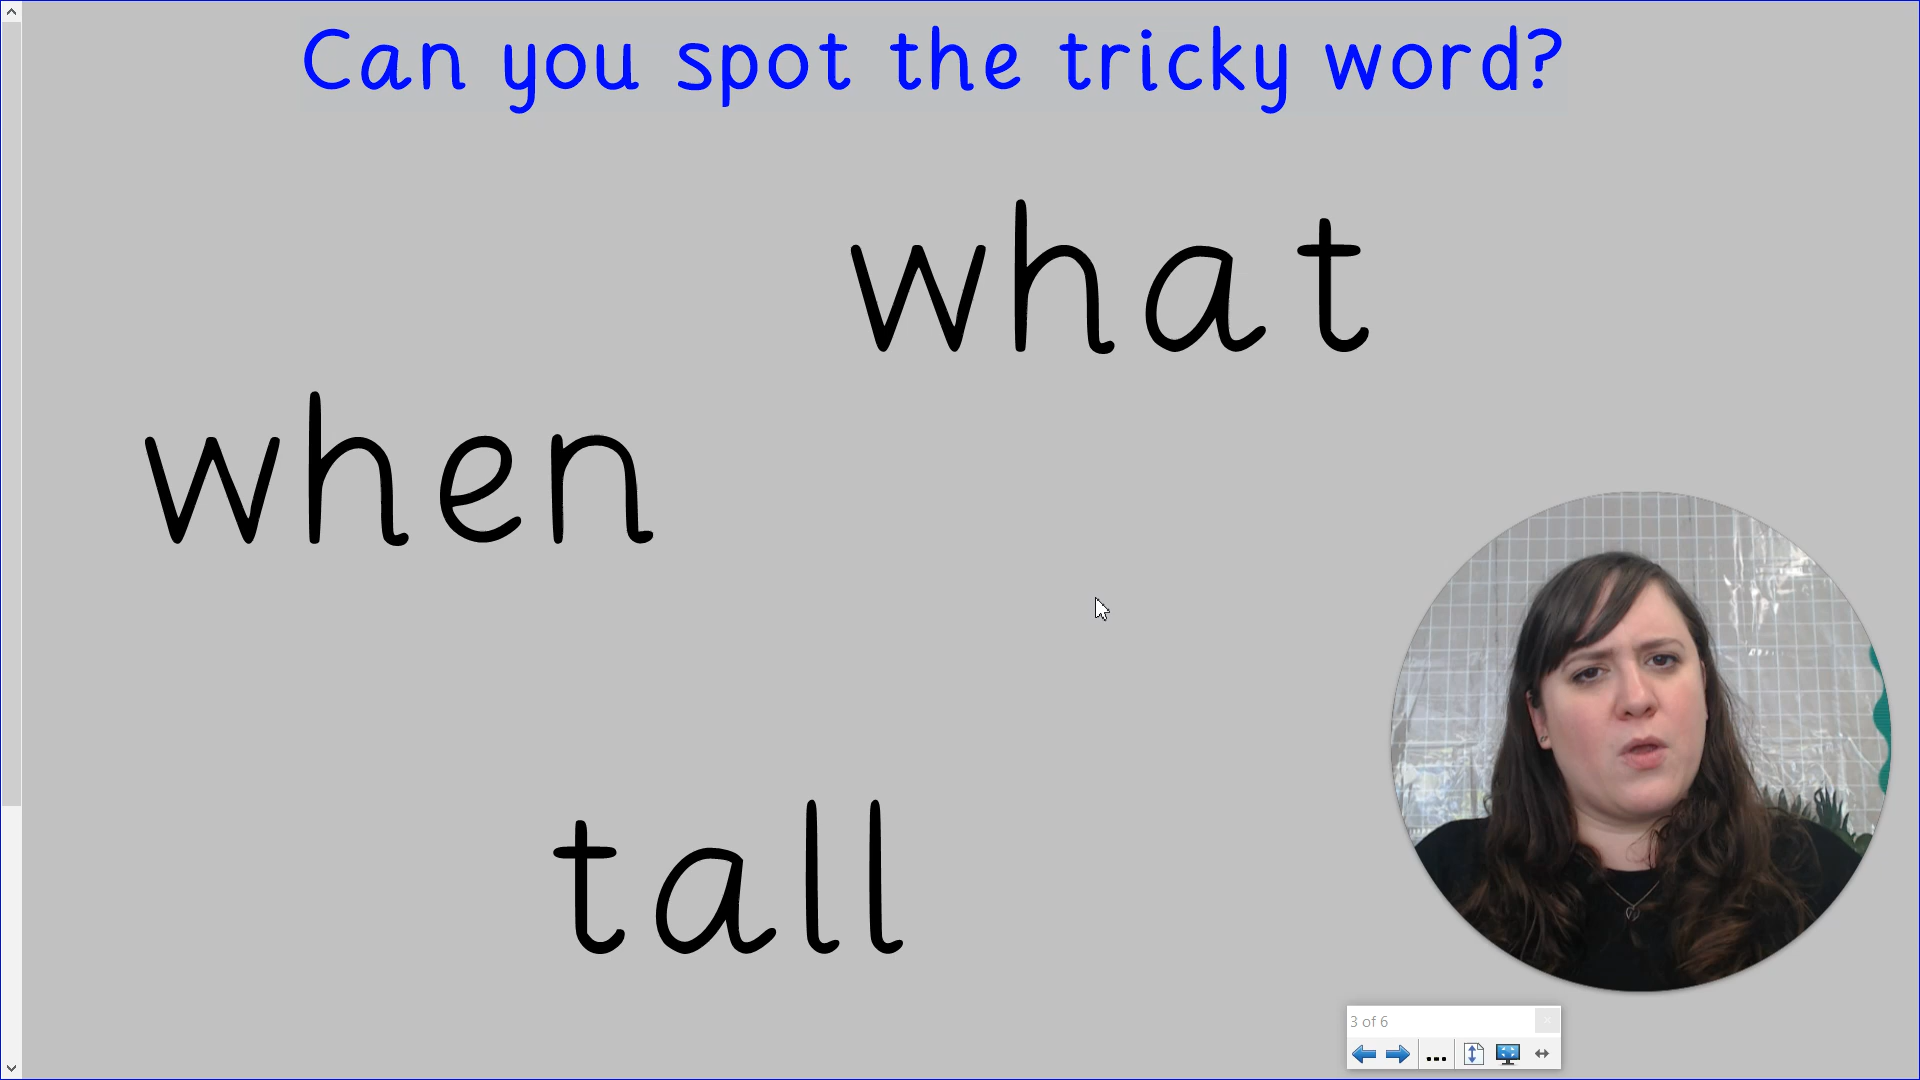 Can you spot the tricky word?
what
when
tall
3 of 6
...